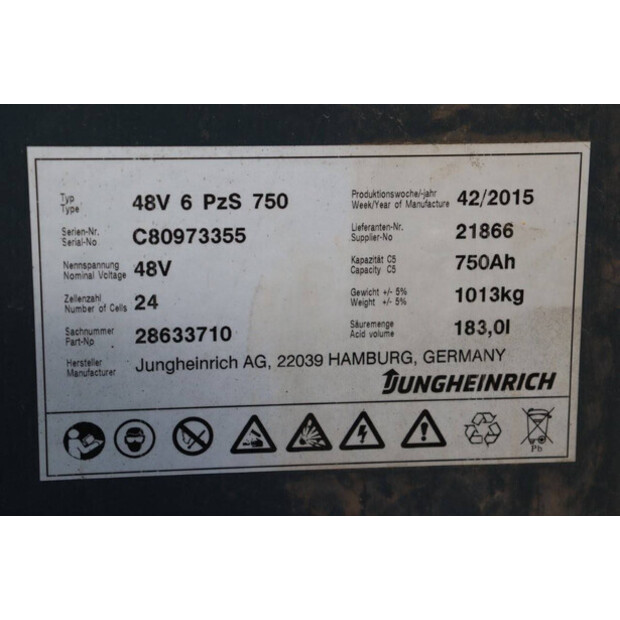 Typ
Type
48V 6 PzS 750
Produktionswoche/-jahr
Week/Year of Manufacture
42/2015
Serien-Nr.
Serial-No
C80973355
Lieferanten-Nr.
Supplier-No
21866
Nennspannung
Nominal Voltage
48V
Kapazität C5
Capacity C5
750Ah
Zellenzahl
Number of Cells
24
Gewicht +/- 5%
Weight +/- 5%
1013kg
Sachnummer
Part-Np
28633710
Säuremenge
Acid volume
183,0l
Hersteller
Manufacturer
Jungheinrich AG, 22039 HAMBURG, GERMANY
JUNGHEINRICH
Pb